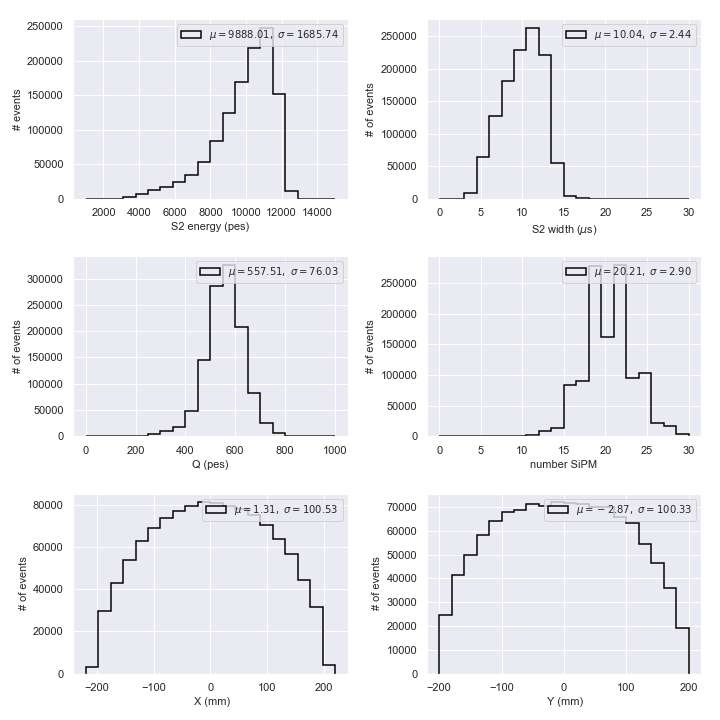 250000
200000
150000
100000
50000
0
# events
μ = 9888.01, σ = 1685.74
2000 4000 6000 8000 10000 12000 14000
S2 energy (pes)
250000
200000
150000
100000
50000
0
# of events
μ = 10.04, σ = 2.44
0 5 10 15 20 25 30
S2 width (μs)
300000
250000
200000
150000
100000
50000
0
# of events
μ = 557.51, σ = 76.03
0 200 400 600 800 1000
Q (pes)
250000
200000
150000
100000
50000
0
# of events
μ = 20.21, σ = 2.90
0 5 10 15 20 25 30
number SiPM
80000
60000
40000
20000
0
# of events
μ = 1.31, σ = 100.53
−200 −100 0 100 200
X (mm)
70000
60000
50000
40000
30000
20000
10000
0
# of events
μ = −2.87, σ = 100.33
−200 −100 0 100 200
Y (mm)